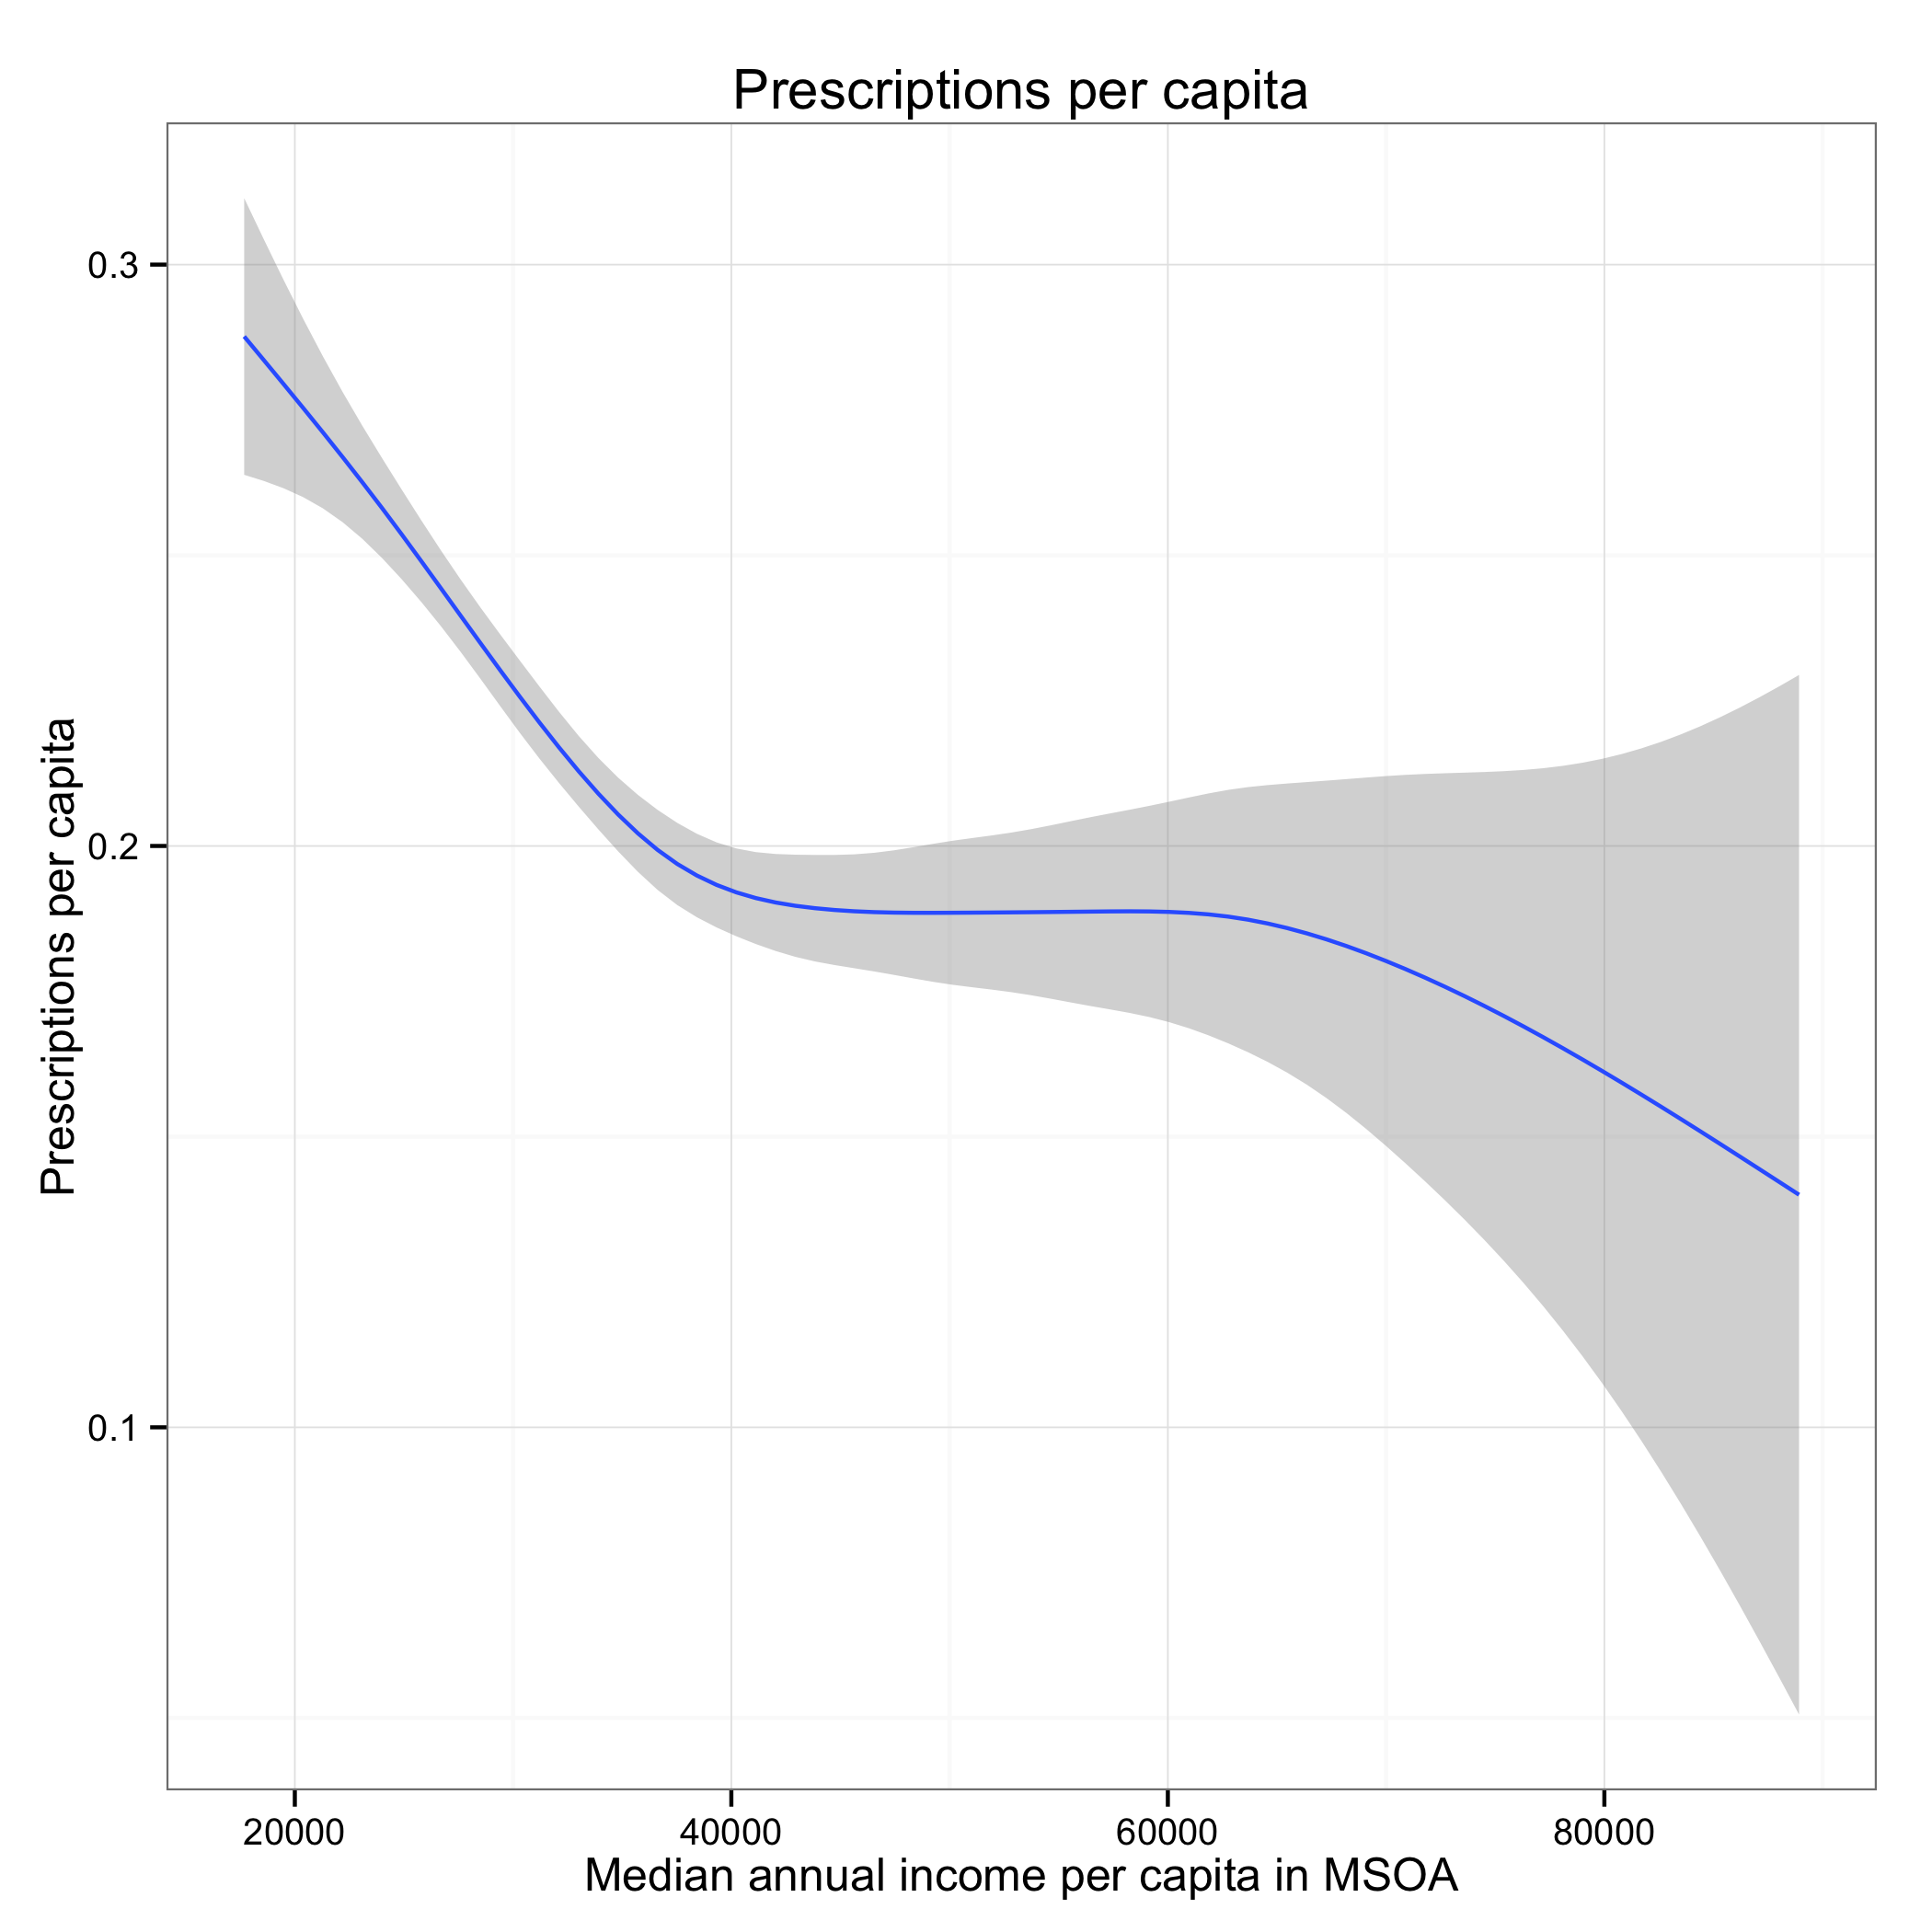 Prescriptions per capita
Prescriptions per capita
0.3
0.2
0.1
20000
40000
60000
80000
Median annual income per capita in MSOA